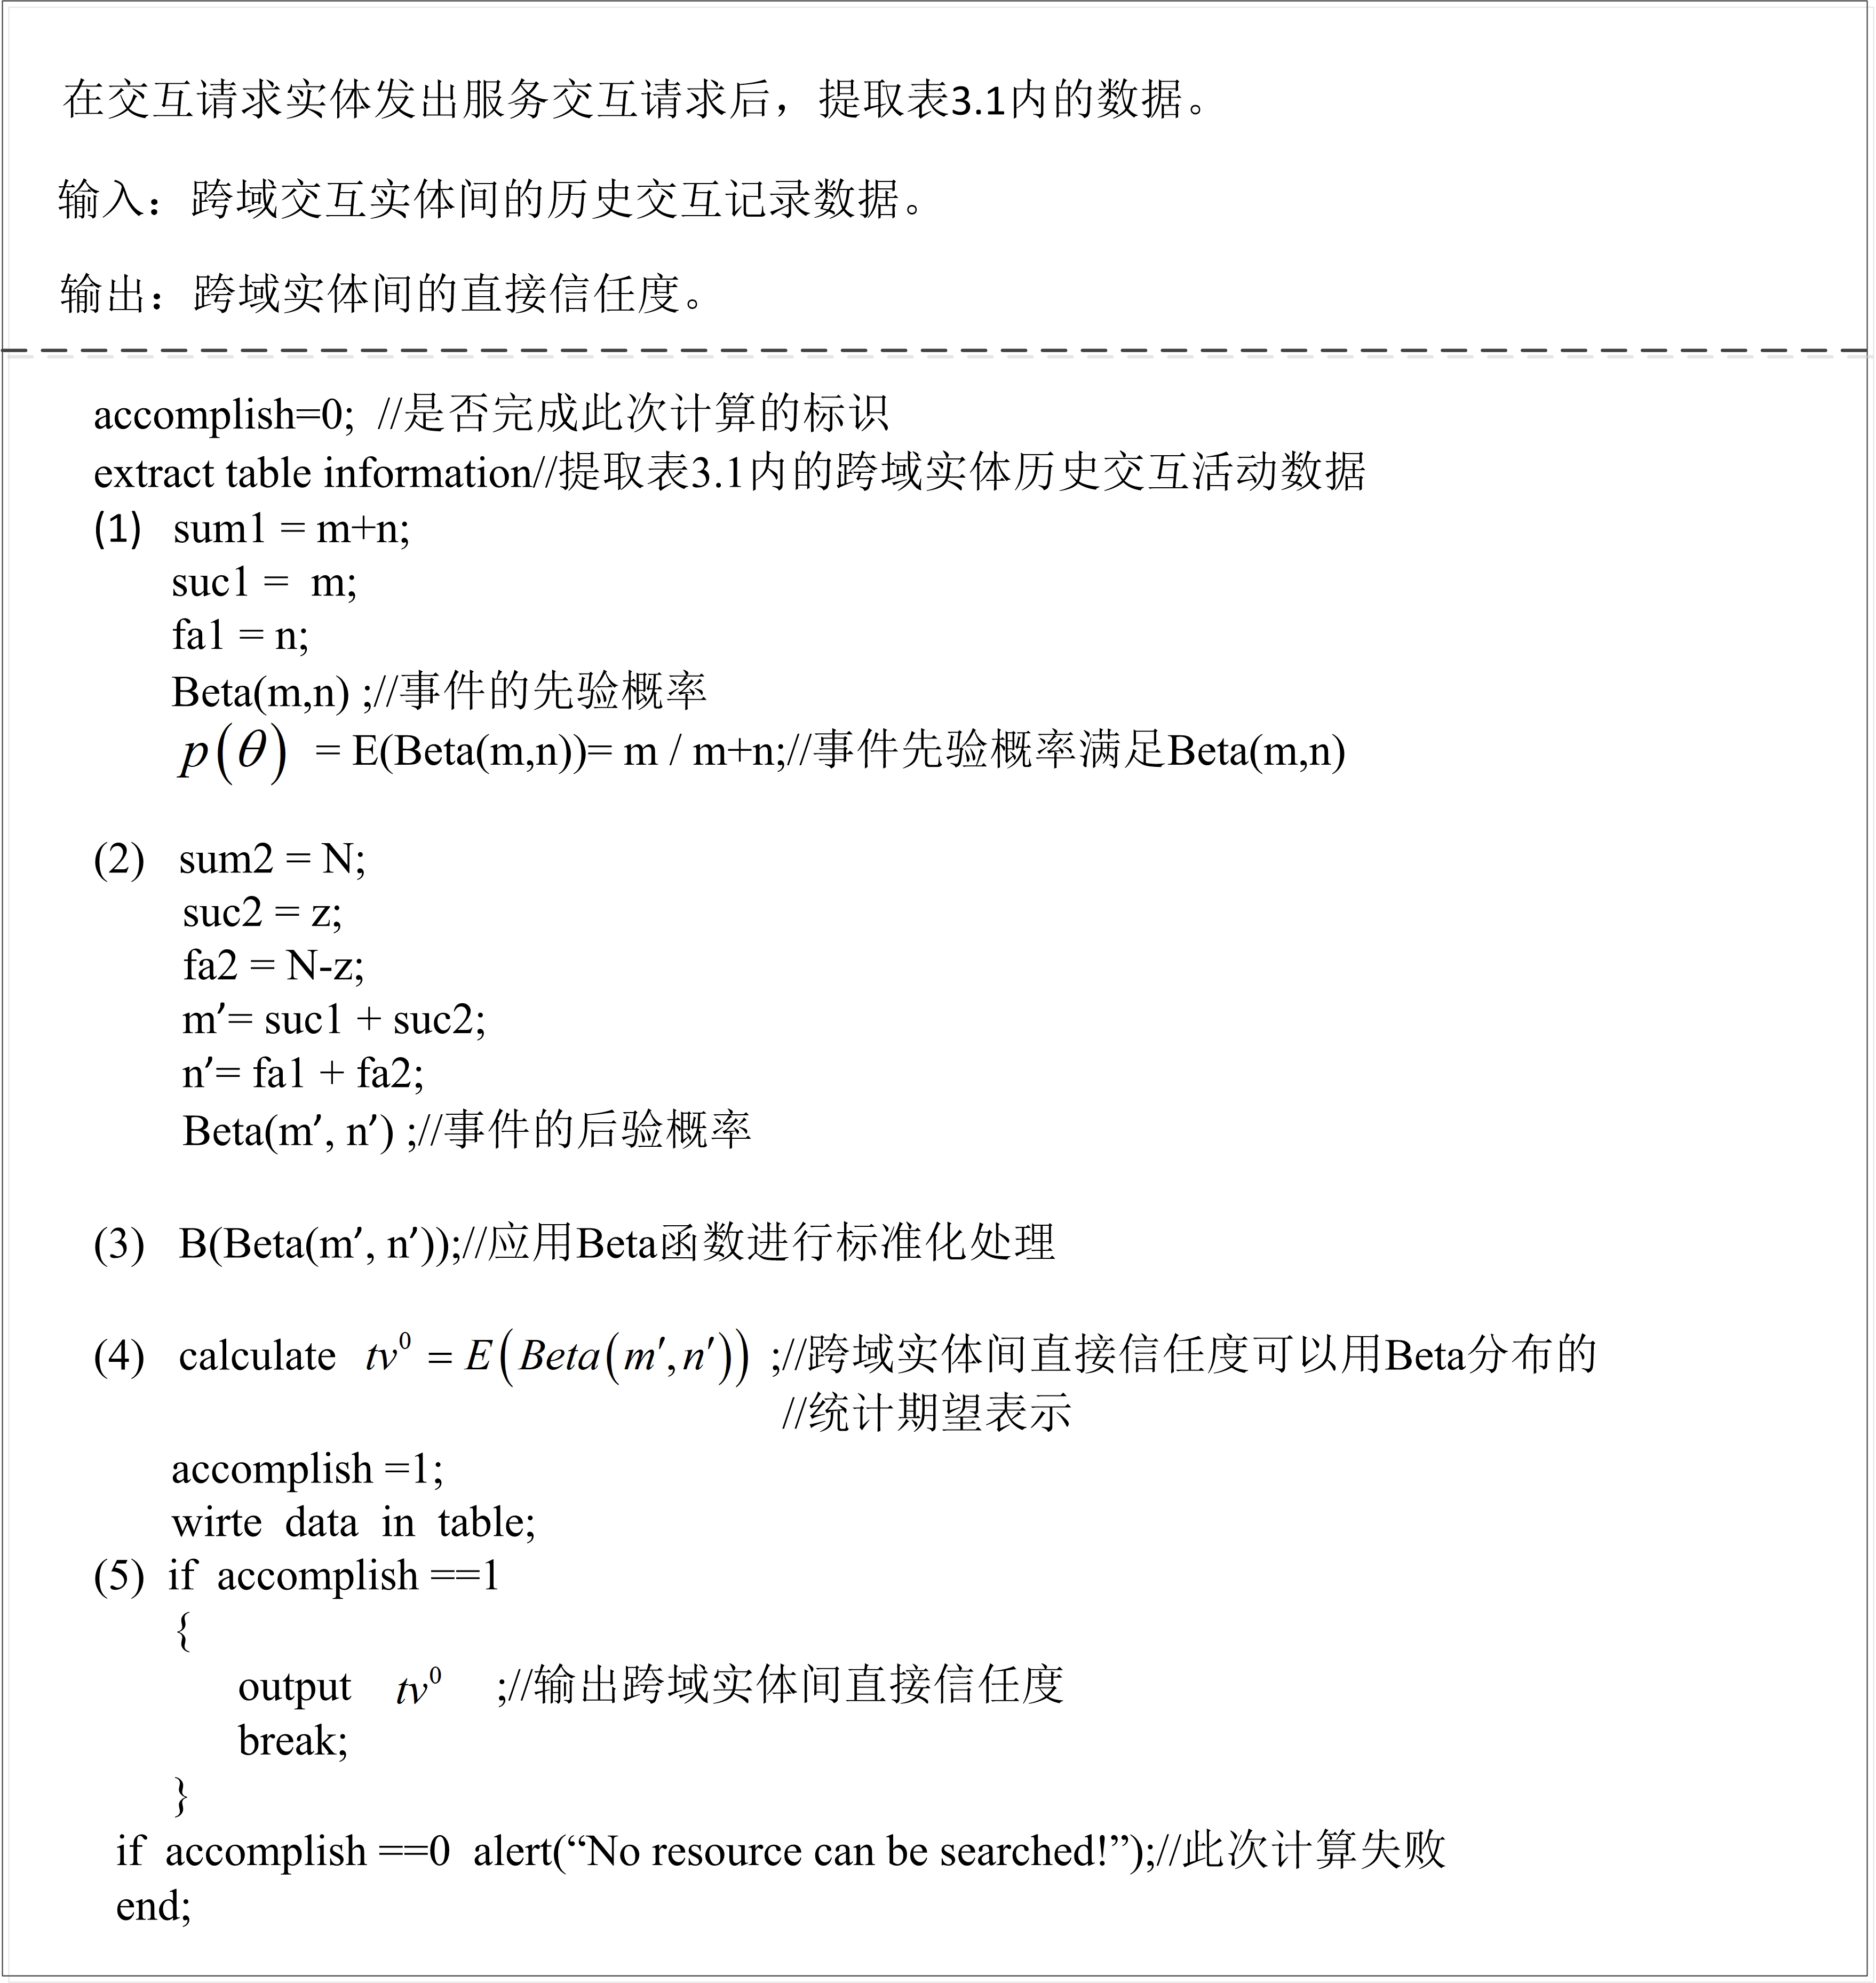 在交互请求实体发出服务交互请求后，提取表3.1内的数据。
输入：跨域交互实体间的历史交互记录数据。
输出：跨域实体间的直接信任度。
accomplish=0; //是否完成此次计算的标识
extract table information//提取表3.1内的跨域实体历史交互活动数据
(1) sum1 = m+n;
suc1 = m;
fa1 = n;
Beta(m,n) ;//事件的先验概率
p(θ) = E(Beta(m,n))= m / m+n;//事件先验概率满足Beta(m,n)
(2) sum2 = N;
suc2 = z;
fa2 = N-z;
m′= suc1 + suc2;
n′= fa1 + fa2;
Beta(m′, n′) ;//事件的后验概率
(3) B(Beta(m′, n′));//应用Beta函数进行标准化处理
(4) calculate tv⁰ = E(Beta(m′,n′)) ;//跨域实体间直接信任度可以用Beta分布的
//统计期望表示
accomplish =1;
wirte data in table;
(5) if accomplish ==1
{
output tv⁰ ;//输出跨域实体间直接信任度
break;
}
if accomplish ==0 alert(“No resource can be searched!”);//此次计算失败
end;